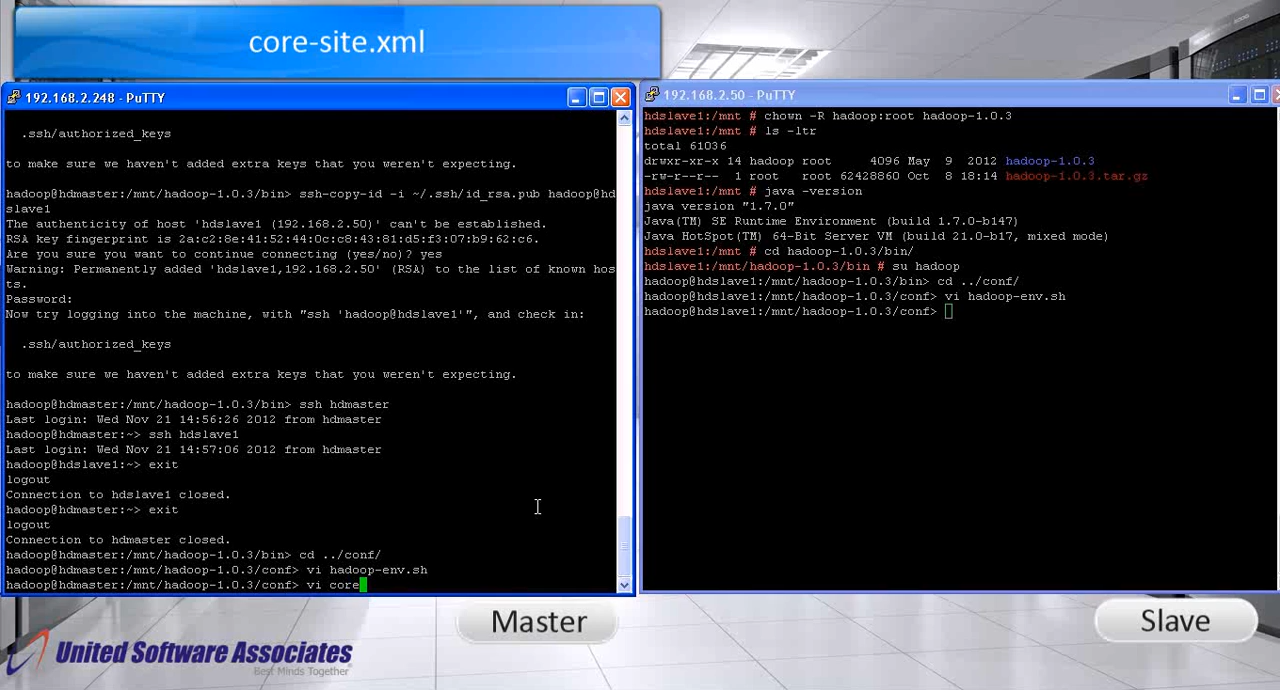 core-site.xml
192.168.2.248 - PuTTY
.ssh/authorized_keys
to make sure we haven't added extra keys that you weren't expecting.
hadoop@hdmaster:/mnt/hadoop-1.0.3/bin> ssh-copy-id -i ~/.ssh/id_rsa.pub hadoop@hd
slave1
The authenticity of host 'hdslave1 (192.168.2.50)' can't be established.
RSA key fingerprint is 2a:c2:8e:41:52:44:0c:c8:43:81:d5:f3:07:b9:62:c6.
Are you sure you want to continue connecting (yes/no)? yes
Warning: Permanently added 'hdslave1,192.168.2.50' (RSA) to the list of known hos
ts.
Password:
Now try logging into the machine, with "ssh 'hadoop@hdslave1'", and check in:
.ssh/authorized_keys
to make sure we haven't added extra keys that you weren't expecting.
hadoop@hdmaster:/mnt/hadoop-1.0.3/bin> ssh hdmaster
Last login: Wed Nov 21 14:56:26 2012 from hdmaster
hadoop@hdmaster:~> ssh hdslave1
Last login: Wed Nov 21 14:57:06 2012 from hdmaster
hadoop@hdslave1:~> exit
logout
Connection to hdslave1 closed.
hadoop@hdmaster:~> exit
logout
Connection to hdmaster closed.
hadoop@hdmaster:/mnt/hadoop-1.0.3/bin> cd ../conf/
hadoop@hdmaster:/mnt/hadoop-1.0.3/conf> vi hadoop-env.sh
hadoop@hdmaster:/mnt/hadoop-1.0.3/conf> vi core
192.168.2.50 - PuTTY
hdslave1:/mnt # chown -R hadoop:root hadoop-1.0.3
hdslave1:/mnt # ls -ltr
total 61036
drwxr-xr-x 14 hadoop root 4096 May 9 2012 hadoop-1.0.3
-rw-r--r-- 1 root root 62428860 Oct 8 18:14 hadoop-1.0.3.tar.gz
hdslave1:/mnt # java -version
java version "1.7.0"
Java(TM) SE Runtime Environment (build 1.7.0-b147)
Java HotSpot(TM) 64-Bit Server VM (build 21.0-b17, mixed mode)
hdslave1:/mnt # cd hadoop-1.0.3/bin/
hdslave1:/mnt/hadoop-1.0.3/bin # su hadoop
hadoop@hdslave1:/mnt/hadoop-1.0.3/bin> cd ../conf/
hadoop@hdslave1:/mnt/hadoop-1.0.3/conf> vi hadoop-env.sh
hadoop@hdslave1:/mnt/hadoop-1.0.3/conf>
Master
Slave
United Software Associates
Best Minds Together